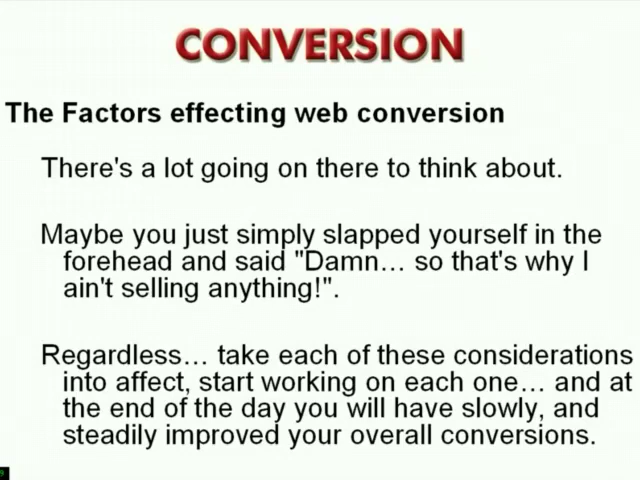 CONVERSION
The Factors effecting web conversion
There's a lot going on there to think about.
Maybe you just simply slapped yourself in the
forehead and said "Damn... so that's why I
ain't selling anything!".
Regardless... take each of these considerations
into affect, start working on each one... and at
the end of the day you will have slowly, and
steadily improved your overall conversions.